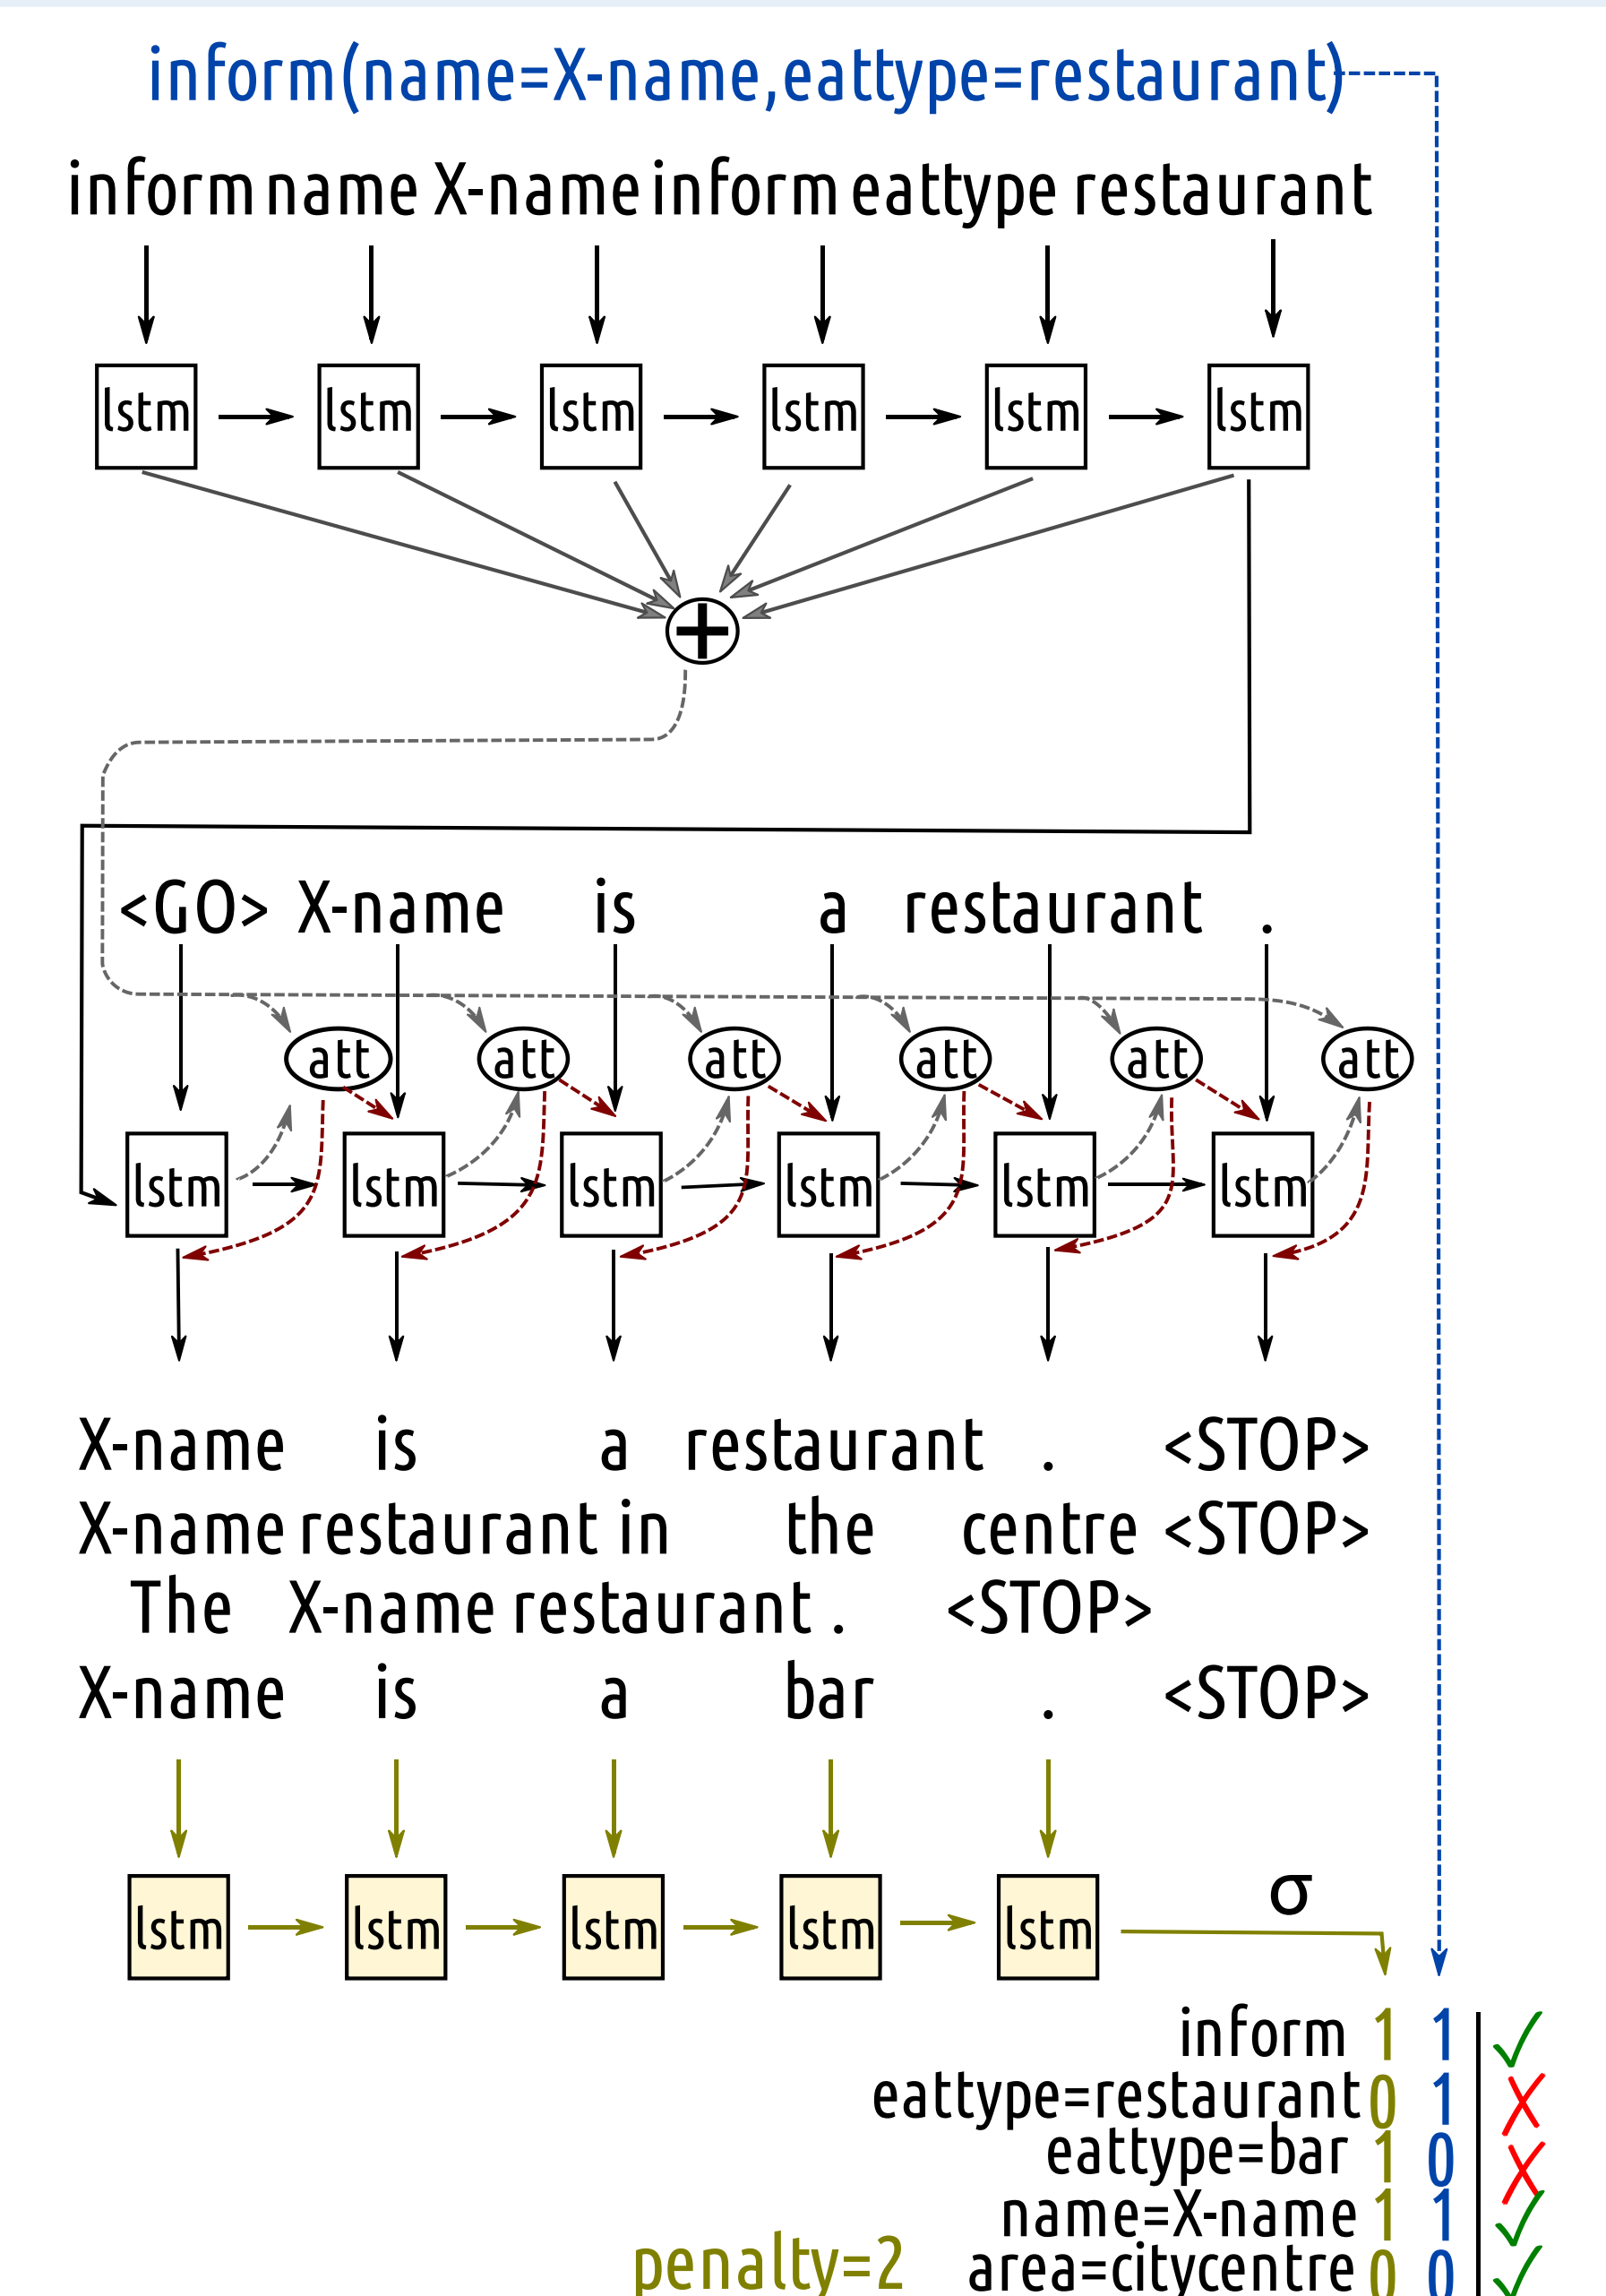 inform(name=X-name,eattype=restaurant)
inform name X-name inform eattype restaurant
lstm lstm lstm lstm lstm lstm
+
<GO> X-name is a restaurant .
att att att att att att
lstm lstm lstm lstm lstm lstm
X-name is a restaurant . <STOP>
X-name restaurant in the centre <STOP>
The X-name restaurant . <STOP>
X-name is a bar . <STOP>
σ
lstm lstm lstm lstm lstm
inform 1 1 ✓
eattype=restaurant 0 1 ✗
eattype=bar 1 0 ✗
name=X-name 1 1 ✓
penalty=2 area=citycentre 0 0 ✓